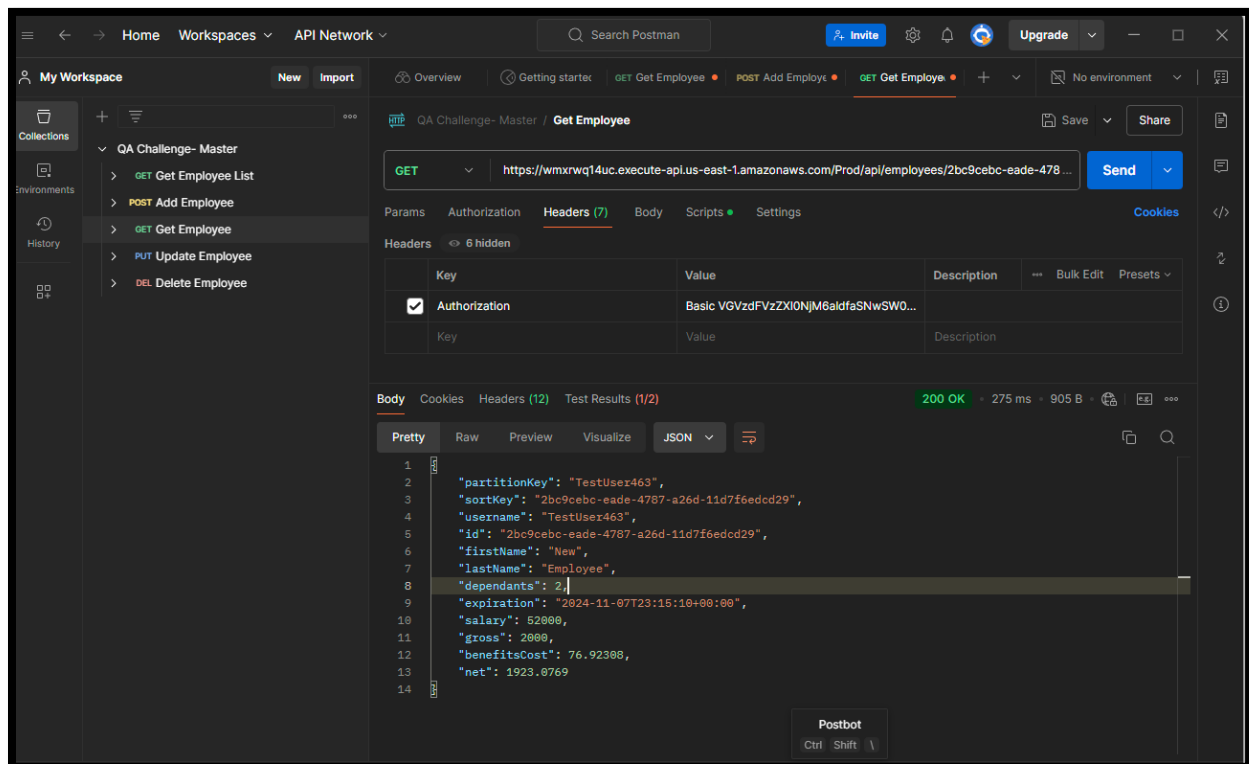 Home Workspaces API Network Search Postman Invite Upgrade
My Workspace New Import Overview Getting started GET Get Employee POST Add Employe GET Get Employe No environment
Collections
Environments
History
QA Challenge- Master
GET Get Employee List
POST Add Employee
GET Get Employee
PUT Update Employee
DEL Delete Employee
HTTP QA Challenge- Master / Get Employee Save Share
GET https://wmxrwq14uc.execute-api.us-east-1.amazonaws.com/Prod/api/employees/2bc9cebc-eade-478 ... Send
Params Authorization Headers (7) Body Scripts Settings Cookies
Headers 6 hidden
Key Value Description Bulk Edit Presets
Authorization Basic VGVzdFVzZXI0NjM6aldfaSNwSW0...
Key Value Description
Body Cookies Headers (12) Test Results (1/2) 200 OK 275 ms 905 B e.g.
Pretty Raw Preview Visualize JSON
1 {
2 "partitionKey": "TestUser463",
3 "sortKey": "2bc9cebc-eade-4787-a26d-11d7f6edcd29",
4 "username": "TestUser463",
5 "id": "2bc9cebc-eade-4787-a26d-11d7f6edcd29",
6 "firstName": "New",
7 "lastName": "Employee",
8 "dependants": 2,
9 "expiration": "2024-11-07T23:15:10+00:00",
10 "salary": 52000,
11 "gross": 2000,
12 "benefitsCost": 76.92308,
13 "net": 1923.0769
14 }
Postbot
Ctrl Shift \